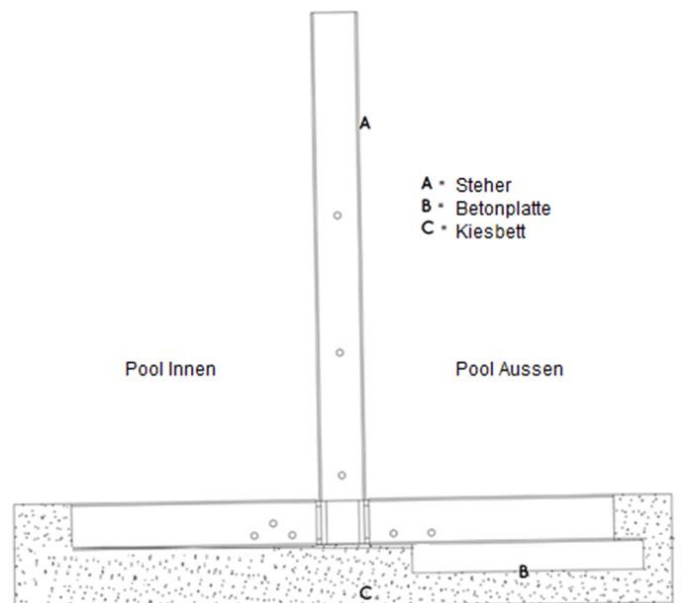 A
A = Steher
B = Betonplatte
C = Kiesbett
Pool Innen
Pool Aussen
B
C